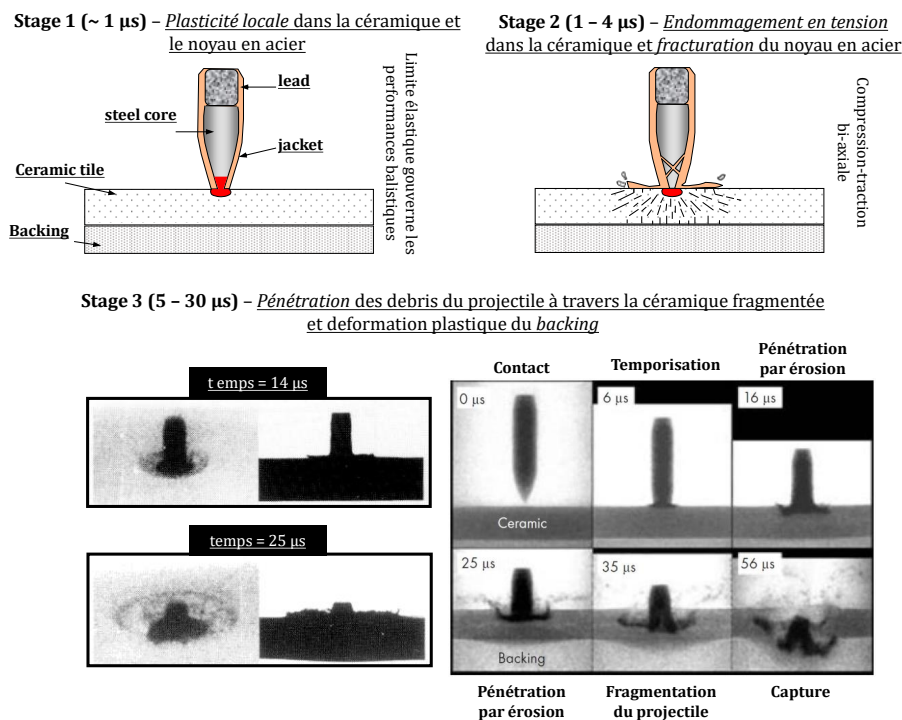 Stage 1 (~ 1 μs) – Plasticité locale dans la céramique et
le noyau en acier
lead
steel core
jacket
Ceramic tile
Backing
Limite élastique gouverne les
performances balistiques
Stage 2 (1 – 4 μs) – Endommagement en tension
dans la céramique et fracturation du noyau en acier
Compression-traction
bi-axiale
Stage 3 (5 – 30 μs) – Pénétration des debris du projectile à travers la céramique fragmentée
et deformation plastique du backing
t emps = 14 μs
temps = 25 μs
Contact
Temporisation
Pénétration
par érosion
0 μs
6 μs
16 μs
Ceramic
25 μs
35 μs
56 μs
Backing
Pénétration
par érosion
Fragmentation
du projectile
Capture